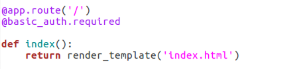 @app.route('/')
@basic_auth.required
def index():
    return render_template('index.html')